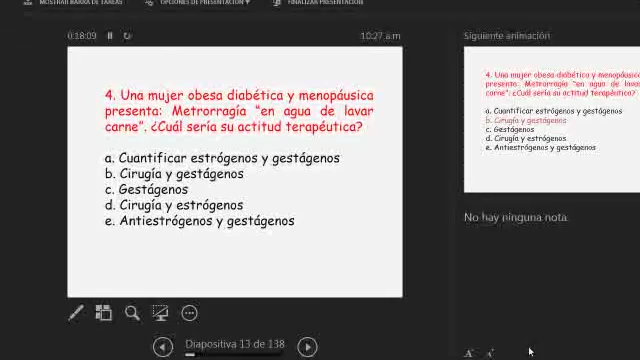 MOSTRAR BARRA DE TAREAS OPCIONES DE PRESENTACIÓN FINALIZAR PRESENTACIÓN
0:18:09 10:27 a.m
Siguiente animación
4. Una mujer obesa diabética y menopáusica
presenta: Metrorragía “en agua de lavar
carne”. ¿Cuál sería su actitud terapéutica?
a. Cuantificar estrógenos y gestágenos
b. Cirugía y gestágenos
c. Gestágenos
d. Cirugía y estrógenos
e. Antiestrógenos y gestágenos
4. Una mujer obesa diabética y menopáusica
presenta: Metrorragía “en agua de lavar
carne”. ¿Cuál sería su actitud terapéutica?
a. Cuantificar estrógenos y gestágenos
b. Cirugía y gestágenos
c. Gestágenos
d. Cirugía y estrógenos
e. Antiestrógenos y gestágenos
No hay ninguna nota.
Diapositiva 13 de 138
A A